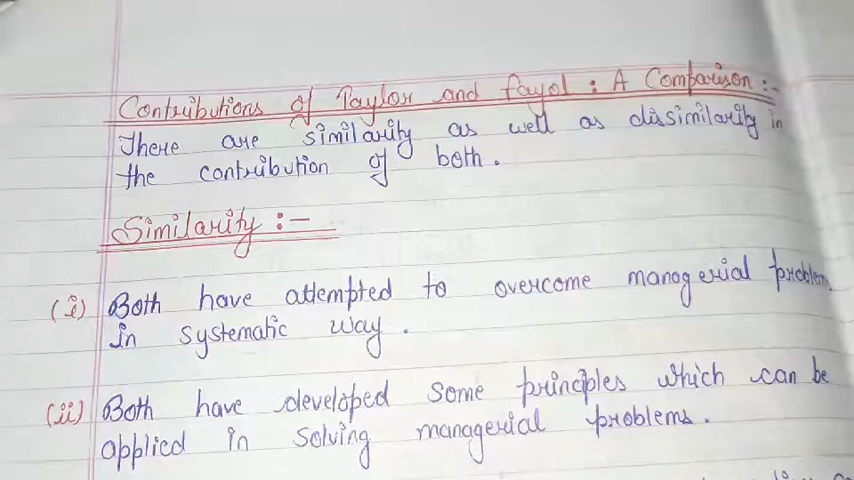 Contributions of Taylor and Fayol : A Comparison :-
There are similarity as well as dissimilarity in
the contribution of both.
Similarity :-
(i) Both have attempted to overcome managerial problem
in systematic way.
(ii) Both have developed some principles which can be
applied in solving managerial problems.